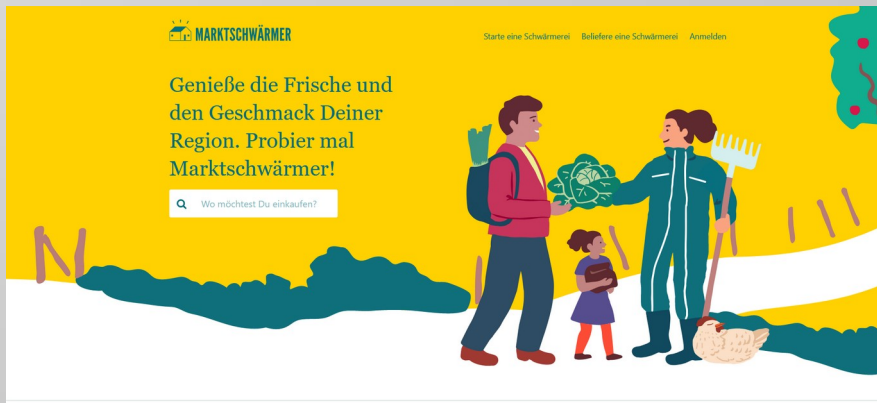 MARKTSCHWÄRMER
Starte eine Schwärmerei Beliefere eine Schwärmerei Anmelden
Genieße die Frische und
den Geschmack Deiner
Region. Probier mal
Marktschwärmer!
Wo möchtest Du einkaufen?